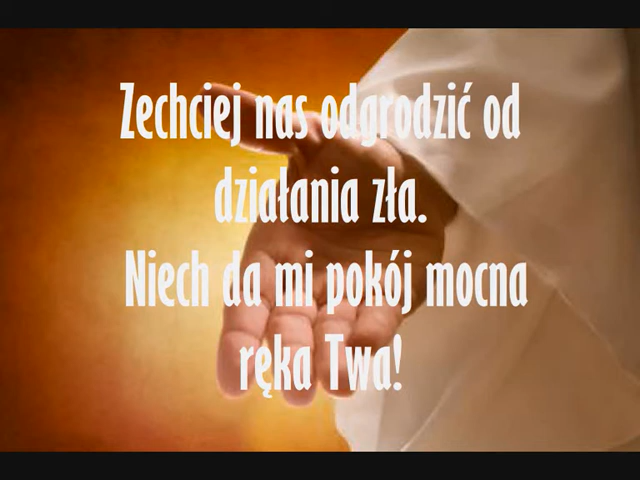 Zechciej nas odgrodzić od
działania zła.
Niech da mi pokój mocna
ręka Twa!